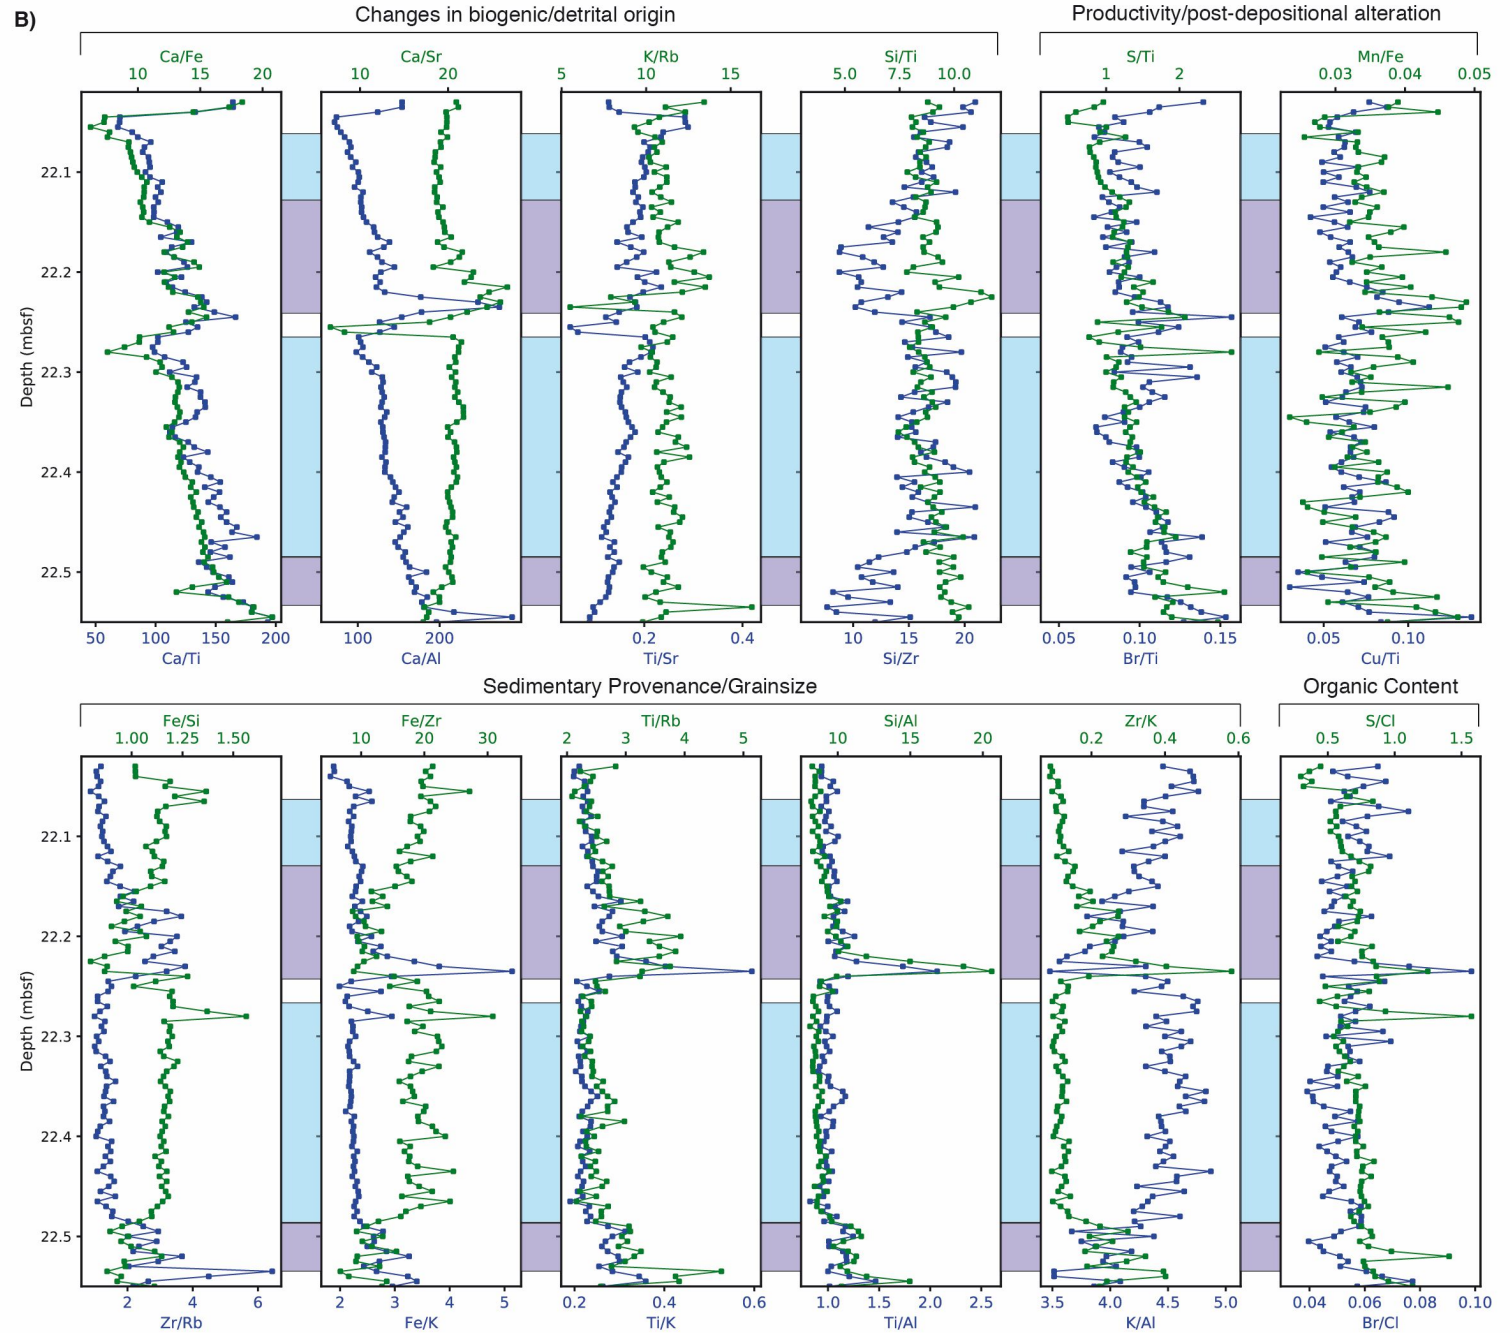 B)
Changes in biogenic/detrital origin
Productivity/post-depositional alteration
Ca/Fe
Ca/Sr
K/Rb
Si/Ti
S/Ti
Mn/Fe
10 15 20
10 20
5 10 15
5.0 7.5 10.0
1 2
0.03 0.04 0.05
22.1
22.2
22.3
22.4
22.5
Depth (mbsf)
50 100 150 200
100 200
0.2 0.4
10 15 20
0.05 0.10 0.15
0.05 0.10
Ca/Ti
Ca/Al
Ti/Sr
Si/Zr
Br/Ti
Cu/Ti
Sedimentary Provenance/Grainsize
Organic Content
Fe/Si
Fe/Zr
Ti/Rb
Si/Al
Zr/K
S/Cl
1.00 1.25 1.50
10 20 30
2 3 4 5
10 15 20
0.2 0.4 0.6
0.5 1.0 1.5
22.1
22.2
22.3
22.4
22.5
Depth (mbsf)
2 4 6
2 3 4 5
0.2 0.4 0.6
1.0 1.5 2.0 2.5
3.5 4.0 4.5 5.0
0.04 0.06 0.08 0.10
Zr/Rb
Fe/K
Ti/K
Ti/Al
K/Al
Br/Cl